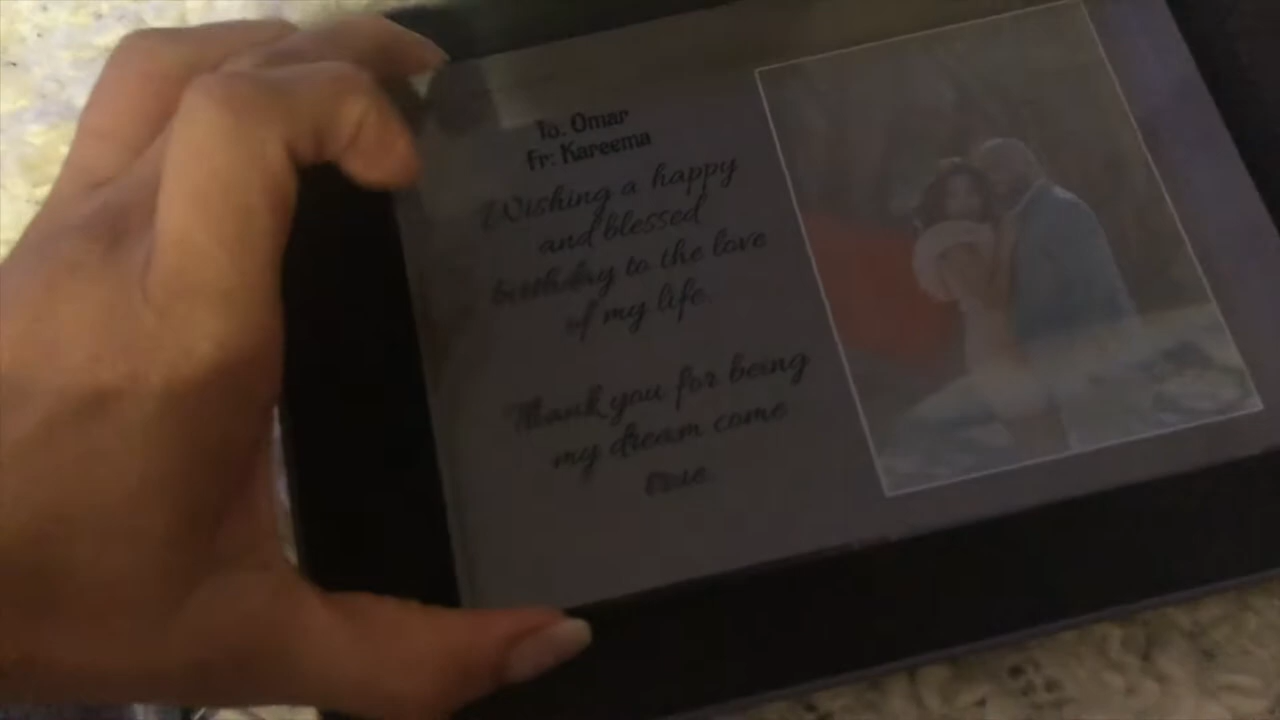 To: Omar
Fr: Kareema
Wishing a happy
and blessed
birthday to the love
of my life.
Thank you for being
my dream come
true.